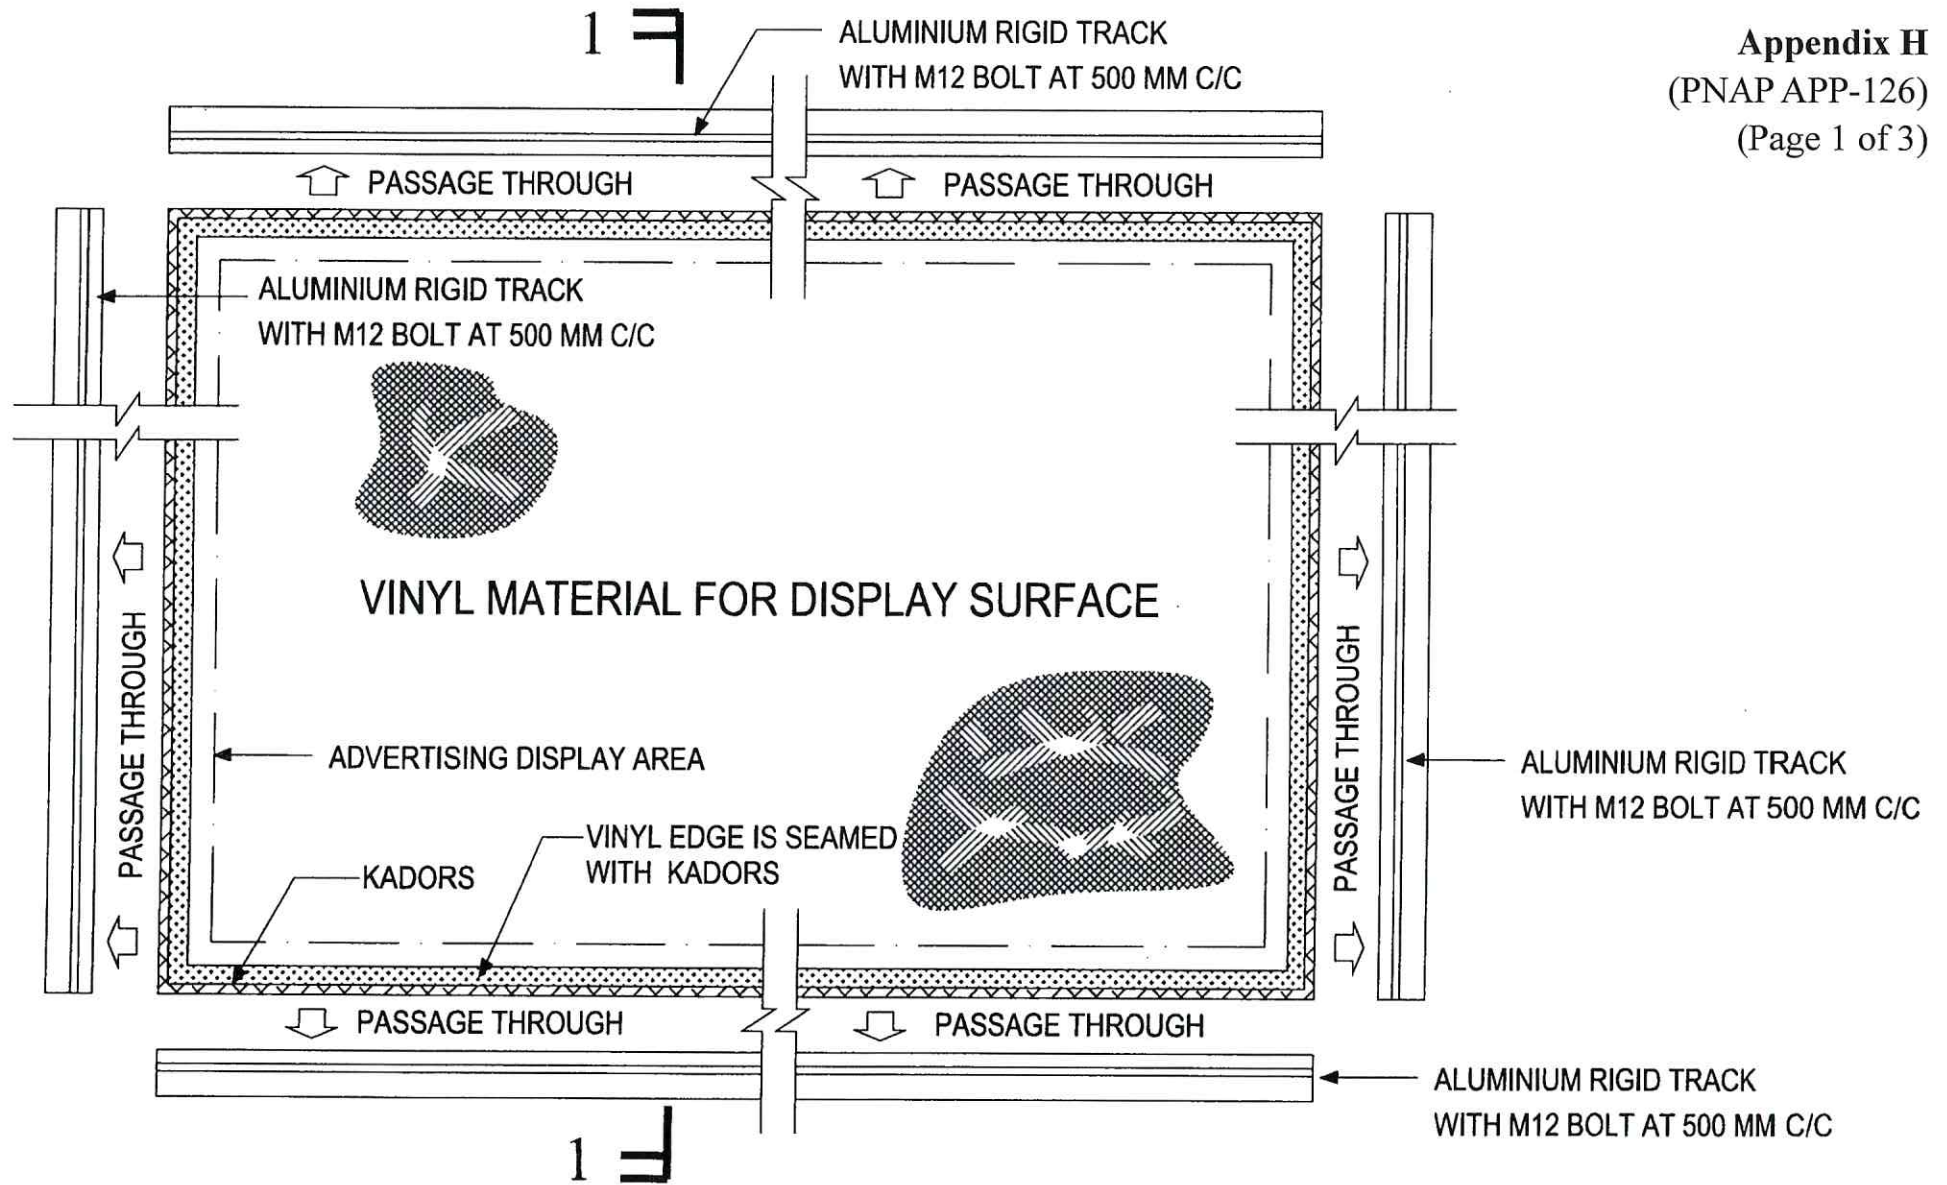 1
ALUMINIUM RIGID TRACK
WITH M12 BOLT AT 500 MM C/C
Appendix H
(PNAP APP-126)
(Page 1 of 3)
PASSAGE THROUGH
PASSAGE THROUGH
ALUMINIUM RIGID TRACK
WITH M12 BOLT AT 500 MM C/C
VINYL MATERIAL FOR DISPLAY SURFACE
PASSAGE THROUGH
PASSAGE THROUGH
ADVERTISING DISPLAY AREA
ALUMINIUM RIGID TRACK
WITH M12 BOLT AT 500 MM C/C
VINYL EDGE IS SEAMED
WITH KADORS
KADORS
PASSAGE THROUGH
PASSAGE THROUGH
ALUMINIUM RIGID TRACK
WITH M12 BOLT AT 500 MM C/C
1